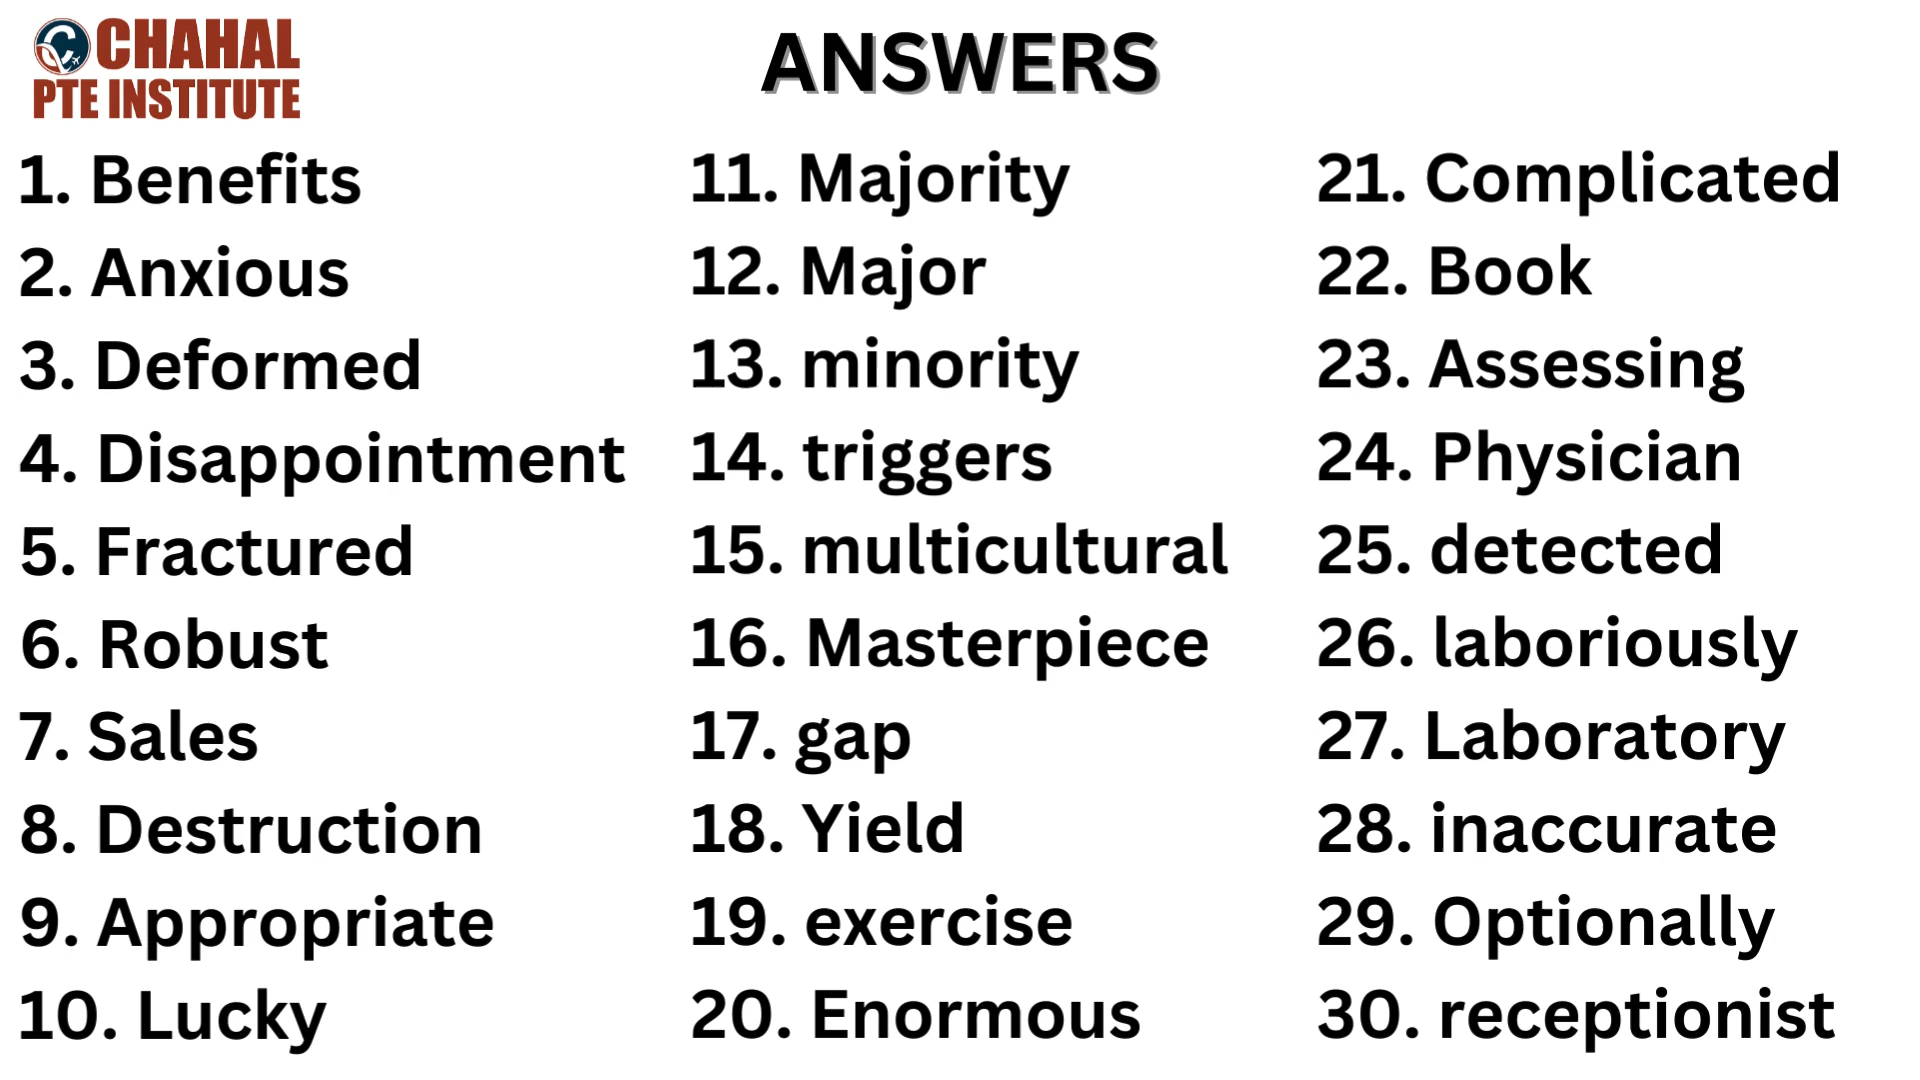 CHAHAL
PTE INSTITUTE
ANSWERS
1. Benefits
2. Anxious
3. Deformed
4. Disappointment
5. Fractured
6. Robust
7. Sales
8. Destruction
9. Appropriate
10. Lucky
11. Majority
12. Major
13. minority
14. triggers
15. multicultural
16. Masterpiece
17. gap
18. Yield
19. exercise
20. Enormous
21. Complicated
22. Book
23. Assessing
24. Physician
25. detected
26. laboriously
27. Laboratory
28. inaccurate
29. Optionally
30. receptionist